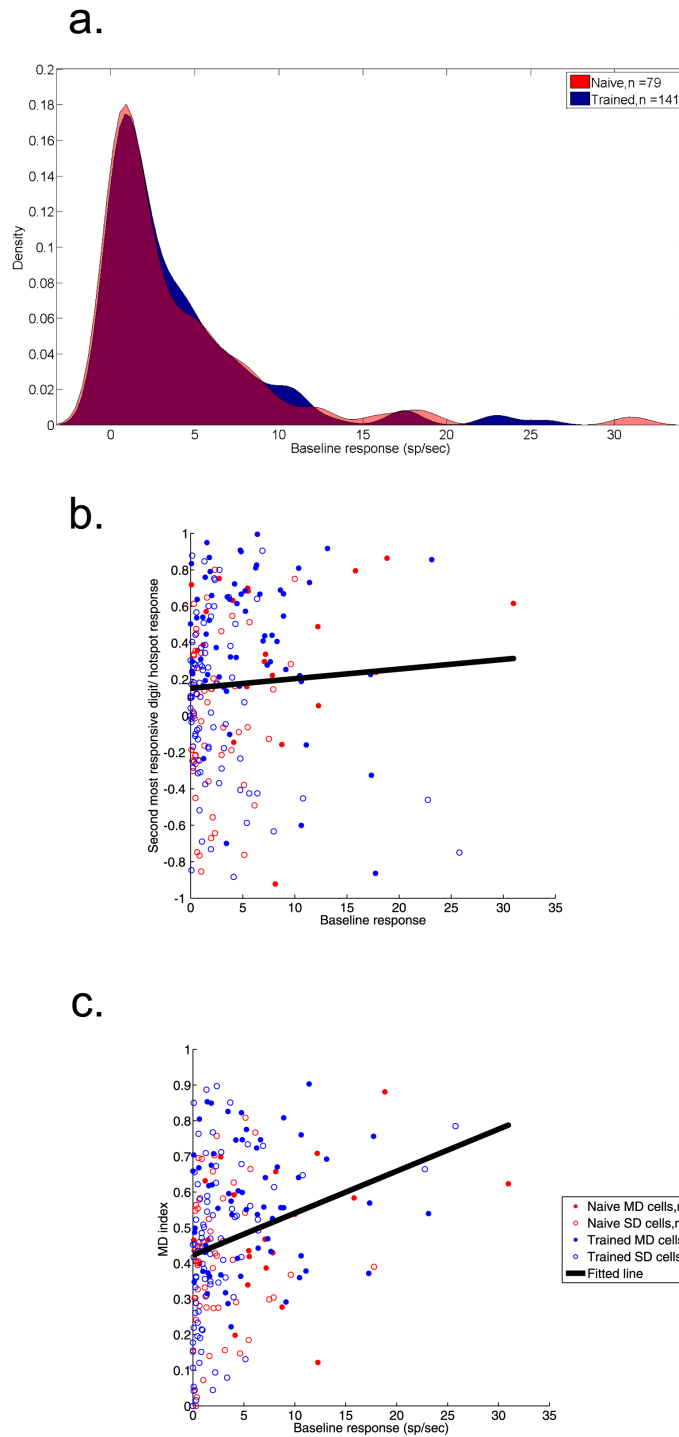 a.
0.2
0.18
0.16
0.14
0.12
0.1
0.08
0.06
0.04
0.02
0
Density
Naive,n =79
Trained,n =141
0 5 10 15 20 25 30
Baseline response (sp/sec)
b.
1
0.8
0.6
0.4
0.2
0
-0.2
-0.4
-0.6
-0.8
-1
Second most responsive digit/ hotspot response
0 5 10 15 20 25 30 35
Baseline response
c.
1
0.9
0.8
0.7
0.6
0.5
0.4
0.3
0.2
0.1
0
MD index
0 5 10 15 20 25 30 35
Baseline response (sp/sec)
Naive MD cells,
Naive SD cells,
Trained MD cells
Trained SD cells
Fitted line